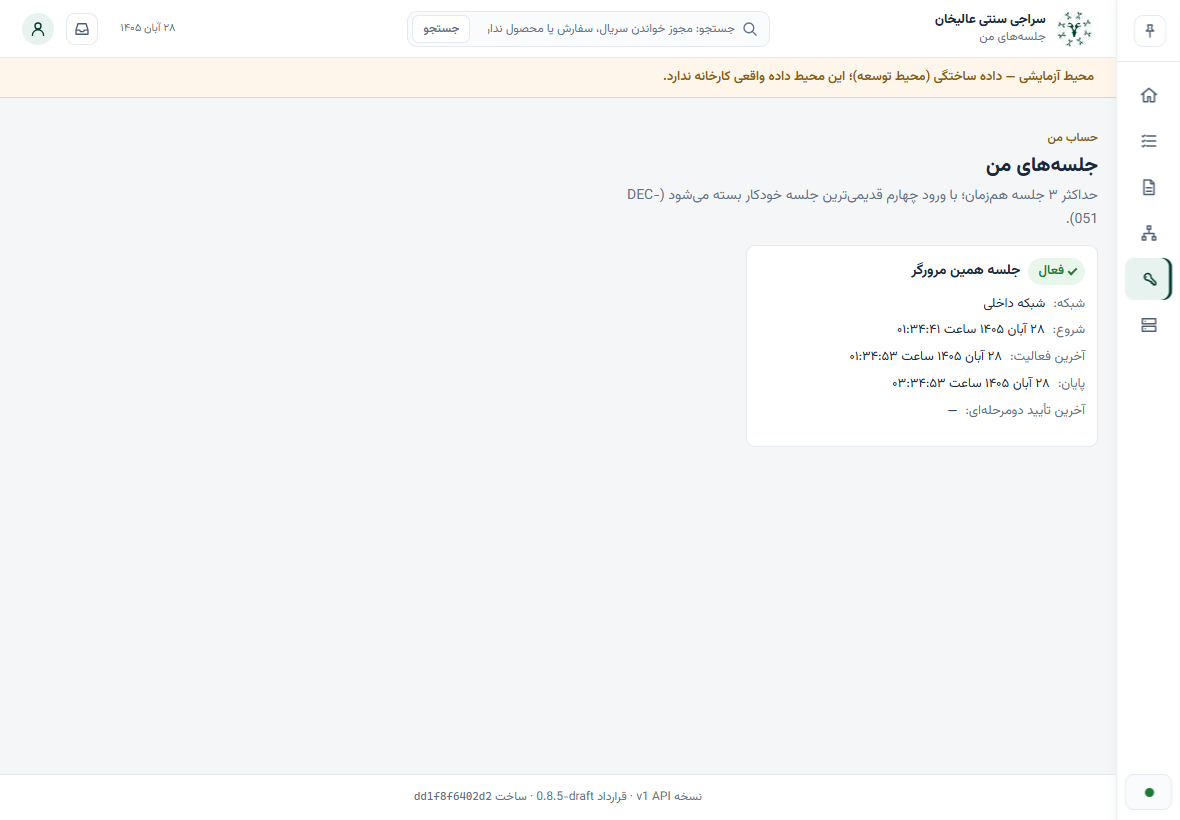 سراجی سنتی عالیخان
جلسه‌های من
جستجو: مجوز خواندن سریال، سفارش یا محصول ندار
جستجو
۲۸ آبان ۱۴۰۵
محیط آزمایشی — داده ساختگی (محیط توسعه)؛ این محیط داده واقعی کارخانه ندارد.
حساب من
جلسه‌های من
حداکثر ۳ جلسه هم‌زمان؛ با ورود چهارم قدیمی‌ترین جلسه خودکار بسته می‌شود (DEC-
051).
فعال جلسه همین مرورگر
شبکه: شبکه داخلی
شروع: ۲۸ آبان ۱۴۰۵ ساعت ۰۱:۳۴:۴۱
آخرین فعالیت: ۲۸ آبان ۱۴۰۵ ساعت ۰۱:۳۴:۵۳
پایان: ۲۸ آبان ۱۴۰۵ ساعت ۰۳:۳۴:۵۳
آخرین تأیید دومرحله‌ای: —
نسخه API v1 · قرارداد 0.8.5-draft · ساخت dd1f8f6402d2